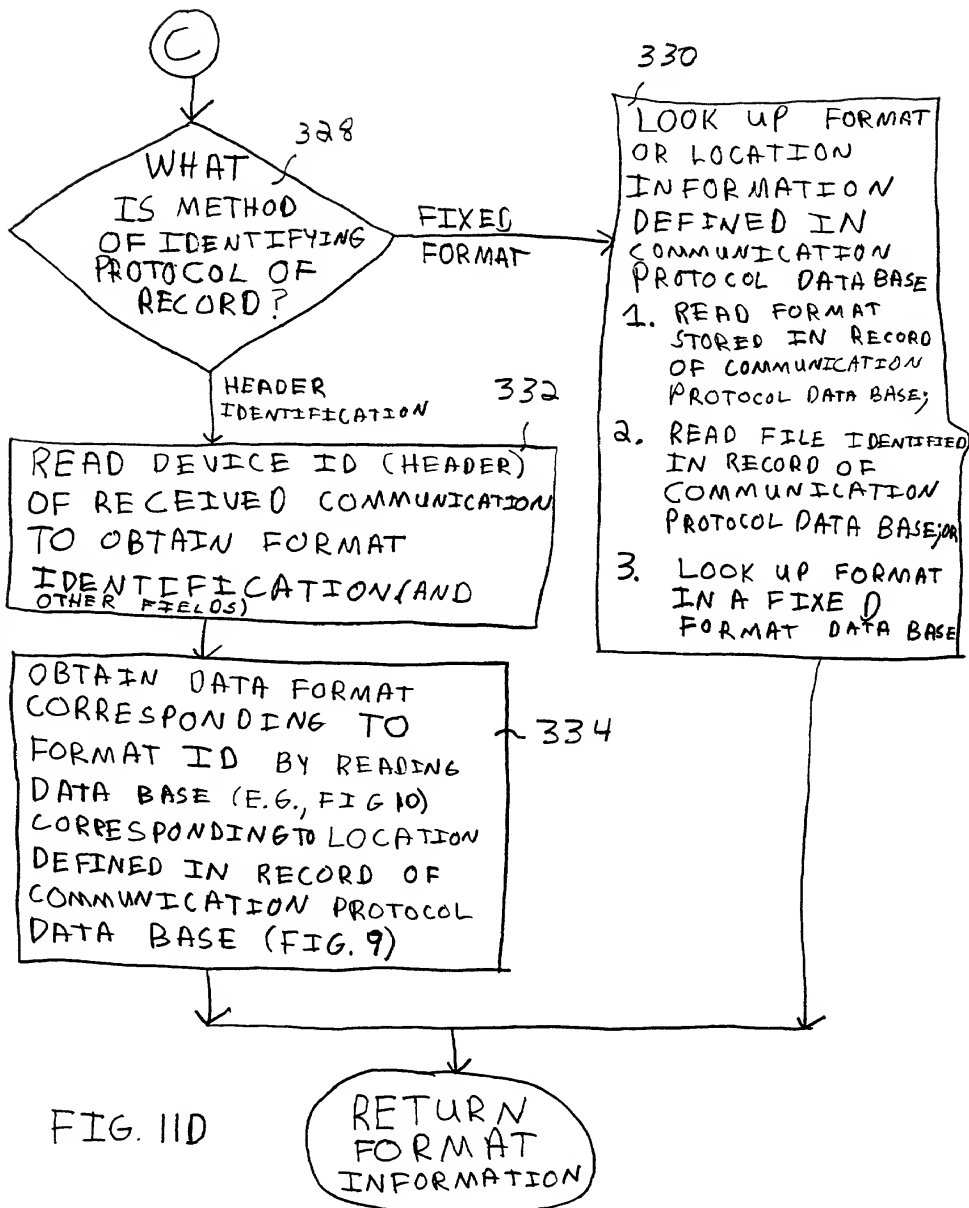 C
328
WHAT
IS METHOD
OF IDENTIFYING
PROTOCOL OF
RECORD?
FIXED
FORMAT
330
LOOK UP FORMAT
OR LOCATION
INFORMATION
DEFINED IN
COMMUNICATION
PROTOCOL DATA BASE
1. READ FORMAT
STORED IN RECORD
OF COMMUNICATION
PROTOCOL DATA BASE;
2. READ FILE IDENTIFIED
IN RECORD OF
COMMUNICATION
PROTOCOL DATA BASE; OR
3. LOOK UP FORMAT
IN A FIXED
FORMAT DATA BASE
HEADER
IDENTIFICATION
332
READ DEVICE ID (HEADER)
OF RECEIVED COMMUNICATION
TO OBTAIN FORMAT
IDENTIFICATION (AND
OTHER FIELDS)
334
OBTAIN DATA FORMAT
CORRESPONDING TO
FORMAT ID BY READING
DATA BASE (E.G., FIG 10)
CORRESPONDING TO LOCATION
DEFINED IN RECORD OF
COMMUNICATION PROTOCOL
DATA BASE (FIG. 9)
RETURN
FORMAT
INFORMATION
FIG. 11D